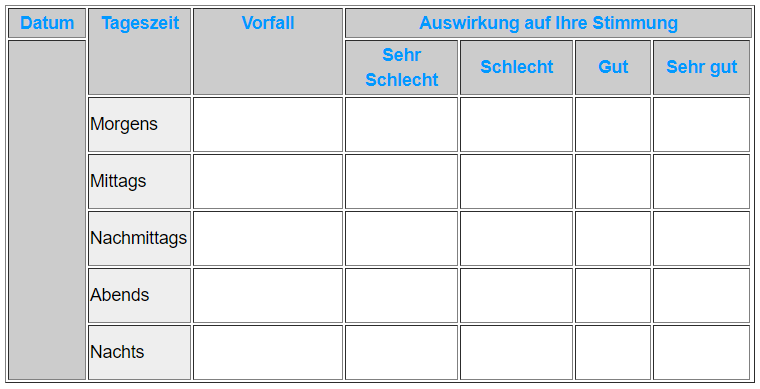 Datum Tageszeit Vorfall Auswirkung auf Ihre Stimmung
Sehr
Schlecht Schlecht Gut Sehr gut
Morgens
Mittags
Nachmittags
Abends
Nachts